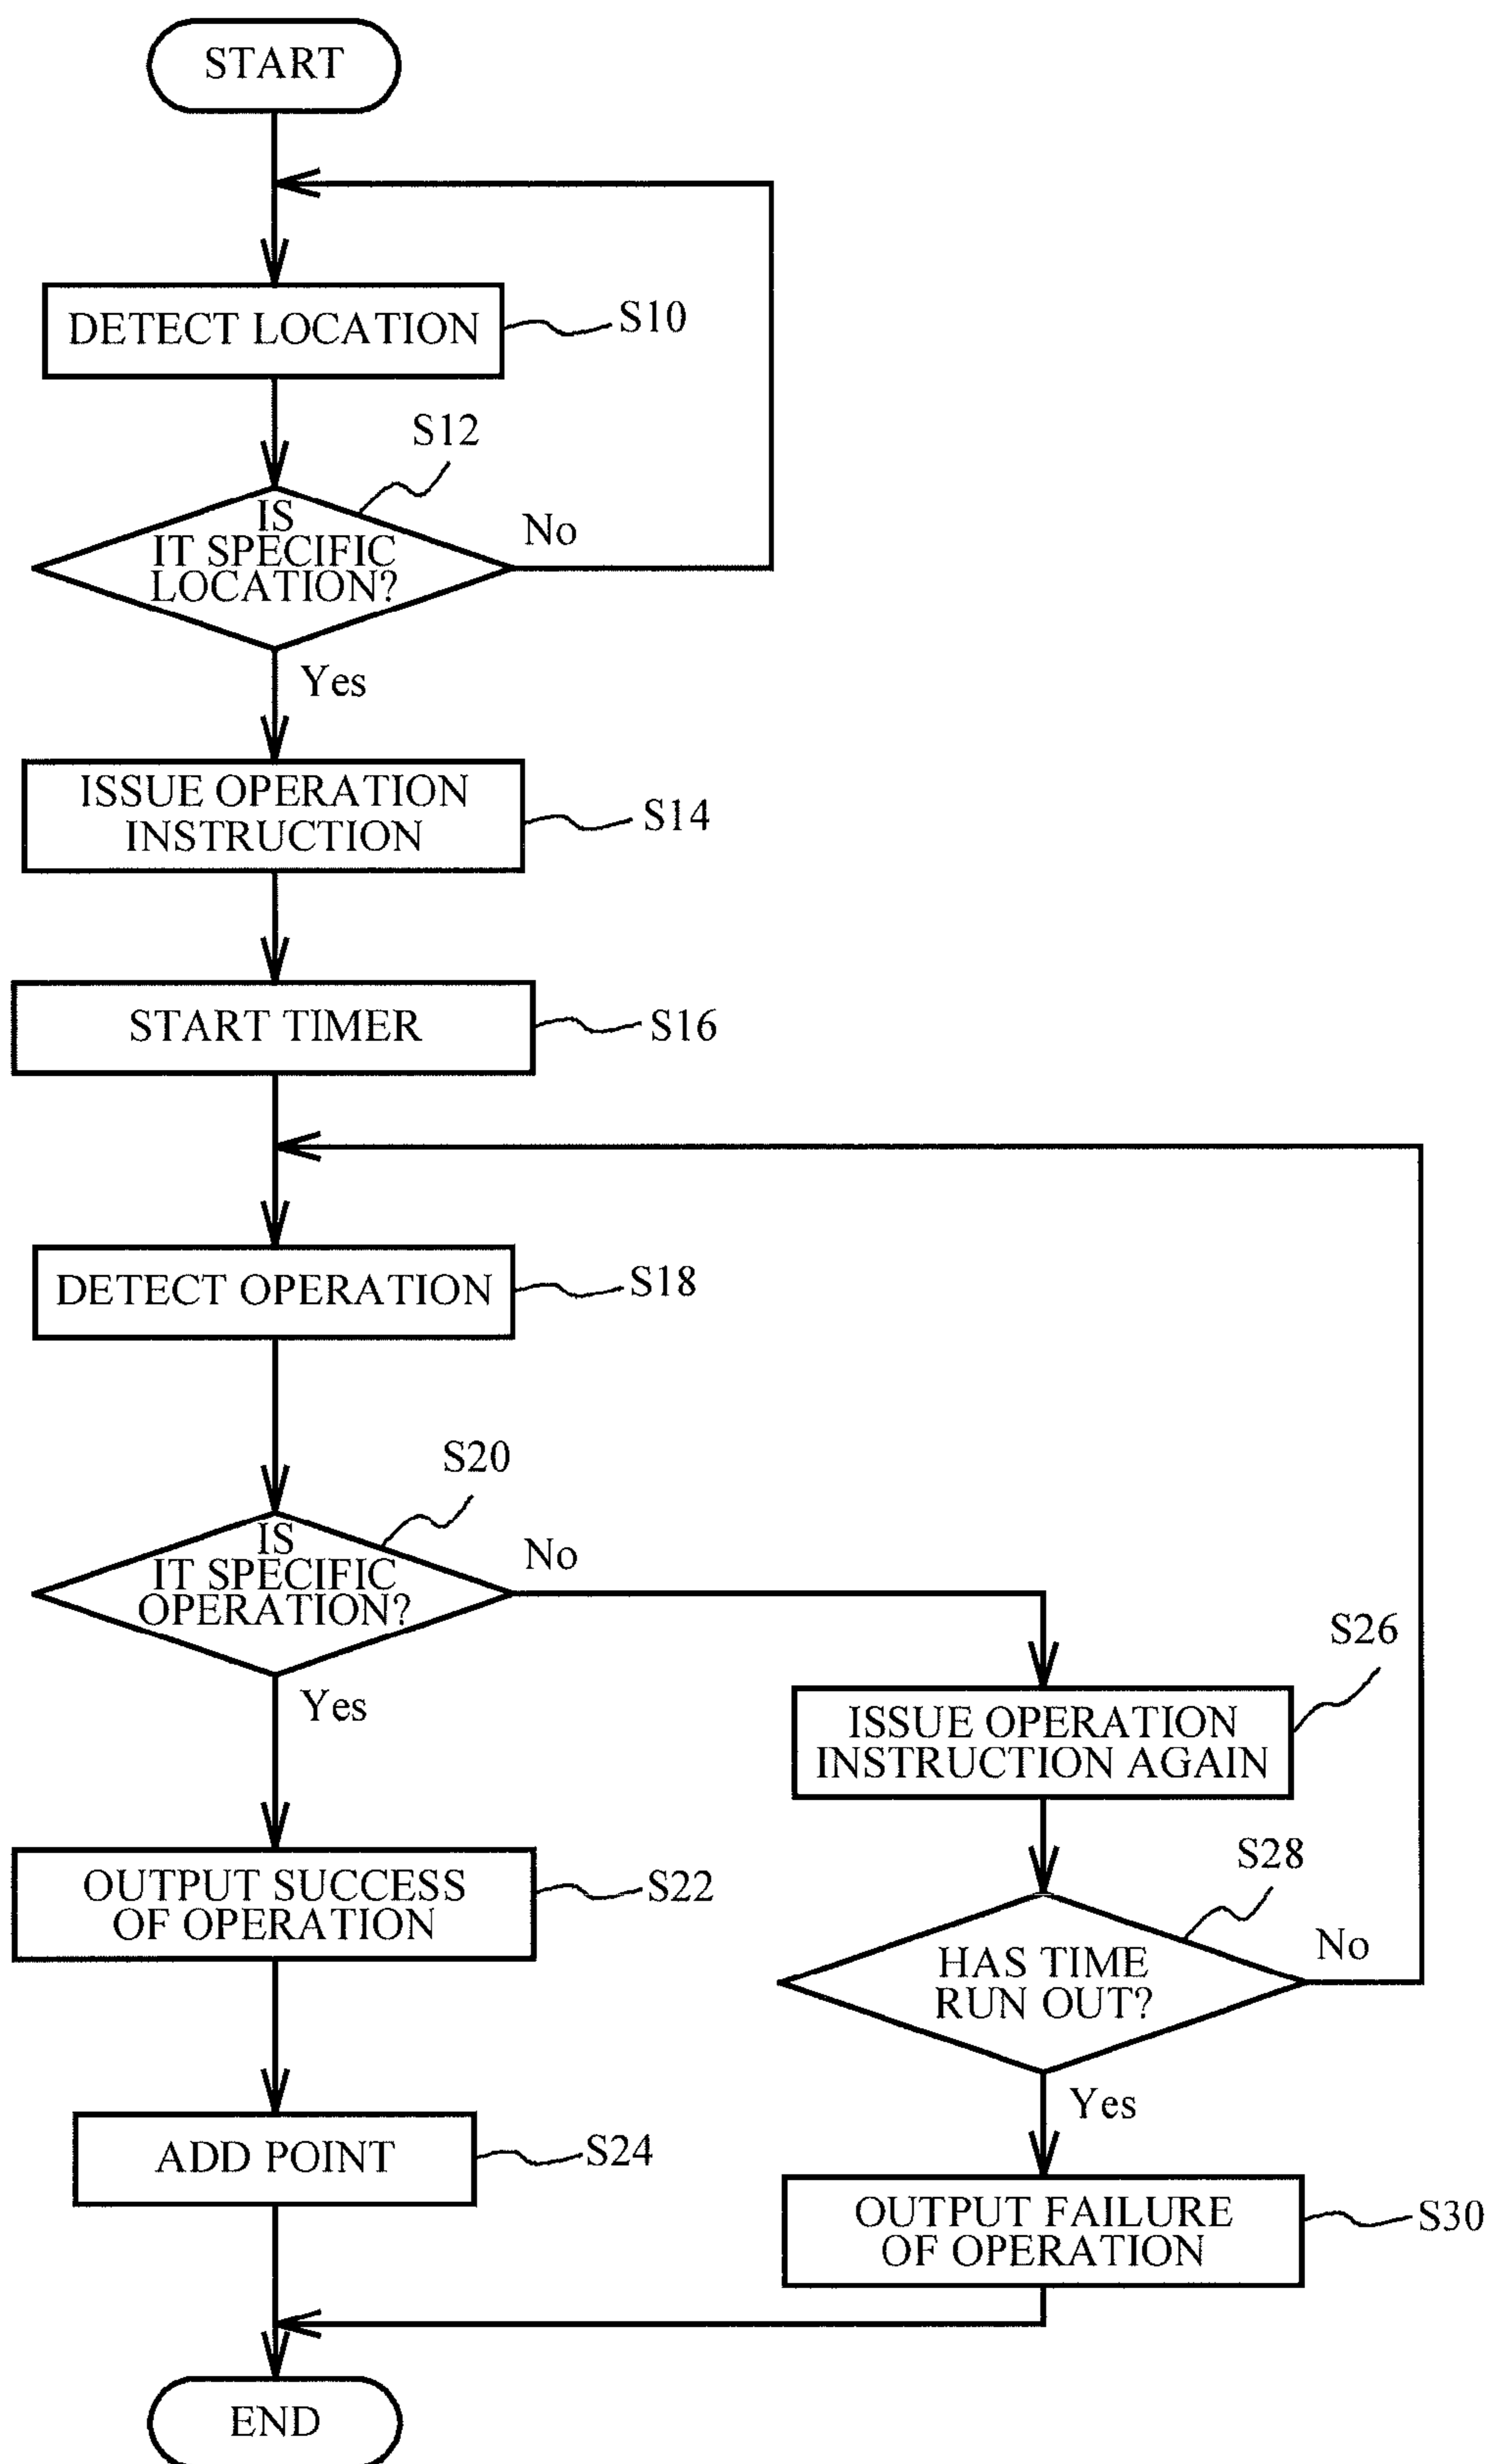 START
DETECT LOCATION
S10
S12
IS
IT SPECIFIC
LOCATION?
No
Yes
ISSUE OPERATION
INSTRUCTION
S14
START TIMER
S16
DETECT OPERATION
S18
S20
IS
IT SPECIFIC
OPERATION?
No
Yes
S26
ISSUE OPERATION
INSTRUCTION AGAIN
OUTPUT SUCCESS
OF OPERATION
S22
S28
HAS TIME
RUN OUT?
No
Yes
ADD POINT
S24
OUTPUT FAILURE
OF OPERATION
S30
END